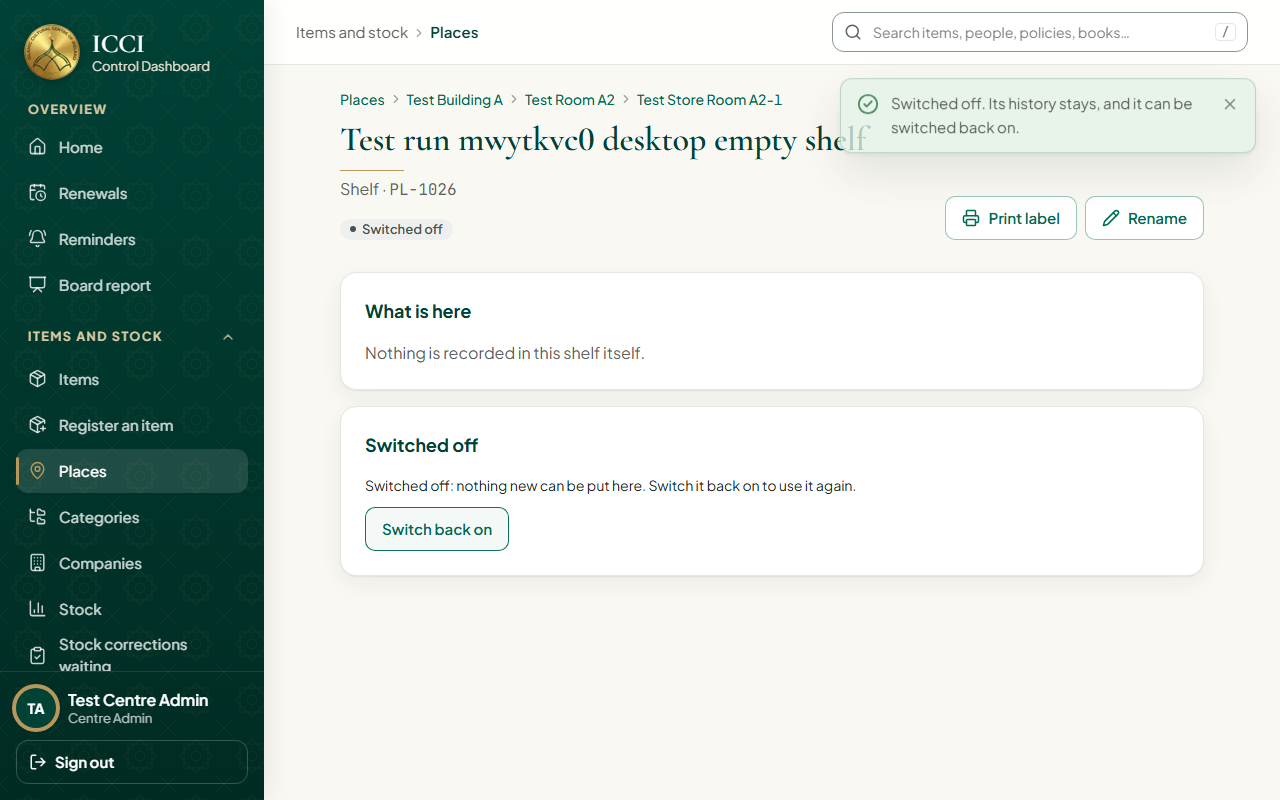 ICCI
Control Dashboard
OVERVIEW
Home
Renewals
Reminders
Board report
ITEMS AND STOCK
Items
Register an item
Places
Categories
Companies
Stock
Stock corrections
waiting
TA
Test Centre Admin
Centre Admin
Sign out
Items and stock > Places
Search items, people, policies, books… /
Places > Test Building A > Test Room A2 > Test Store Room A2-1
Switched off. Its history stays, and it can be
switched back on.
Test run mwytkvc0 desktop empty shelf
Shelf · PL-1026
Switched off
Print label
Rename
What is here
Nothing is recorded in this shelf itself.
Switched off
Switched off: nothing new can be put here. Switch it back on to use it again.
Switch back on